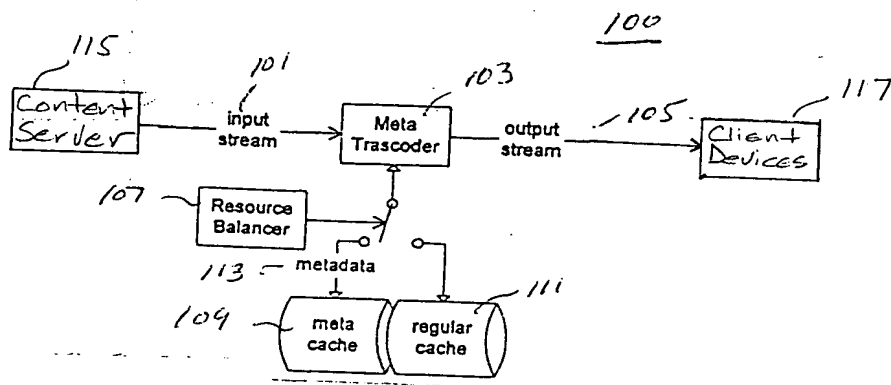 100
115
101
103
105
117
Content
Server
input
stream
Meta
Trascoder
output
stream
Client
Devices
107
Resource
Balancer
113
metadata
109
meta
cache
regular
cache
111